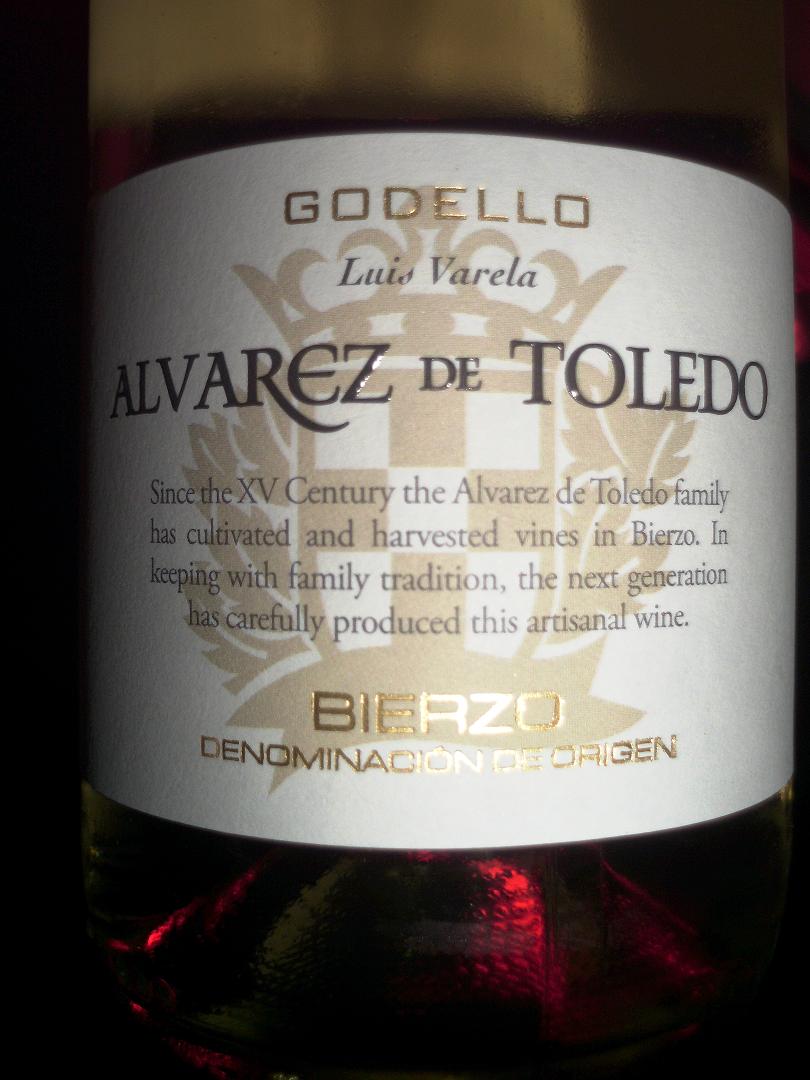 GODELLO
Luis Varela
ALVAREZ DE TOLEDO
Since the XV Century the Alvarez de Toledo family
has cultivated and harvested vines in Bierzo. In
keeping with family tradition, the next generation
has carefully produced this artisanal wine.
BIERZO
DENOMINACIÓN DE ORIGEN